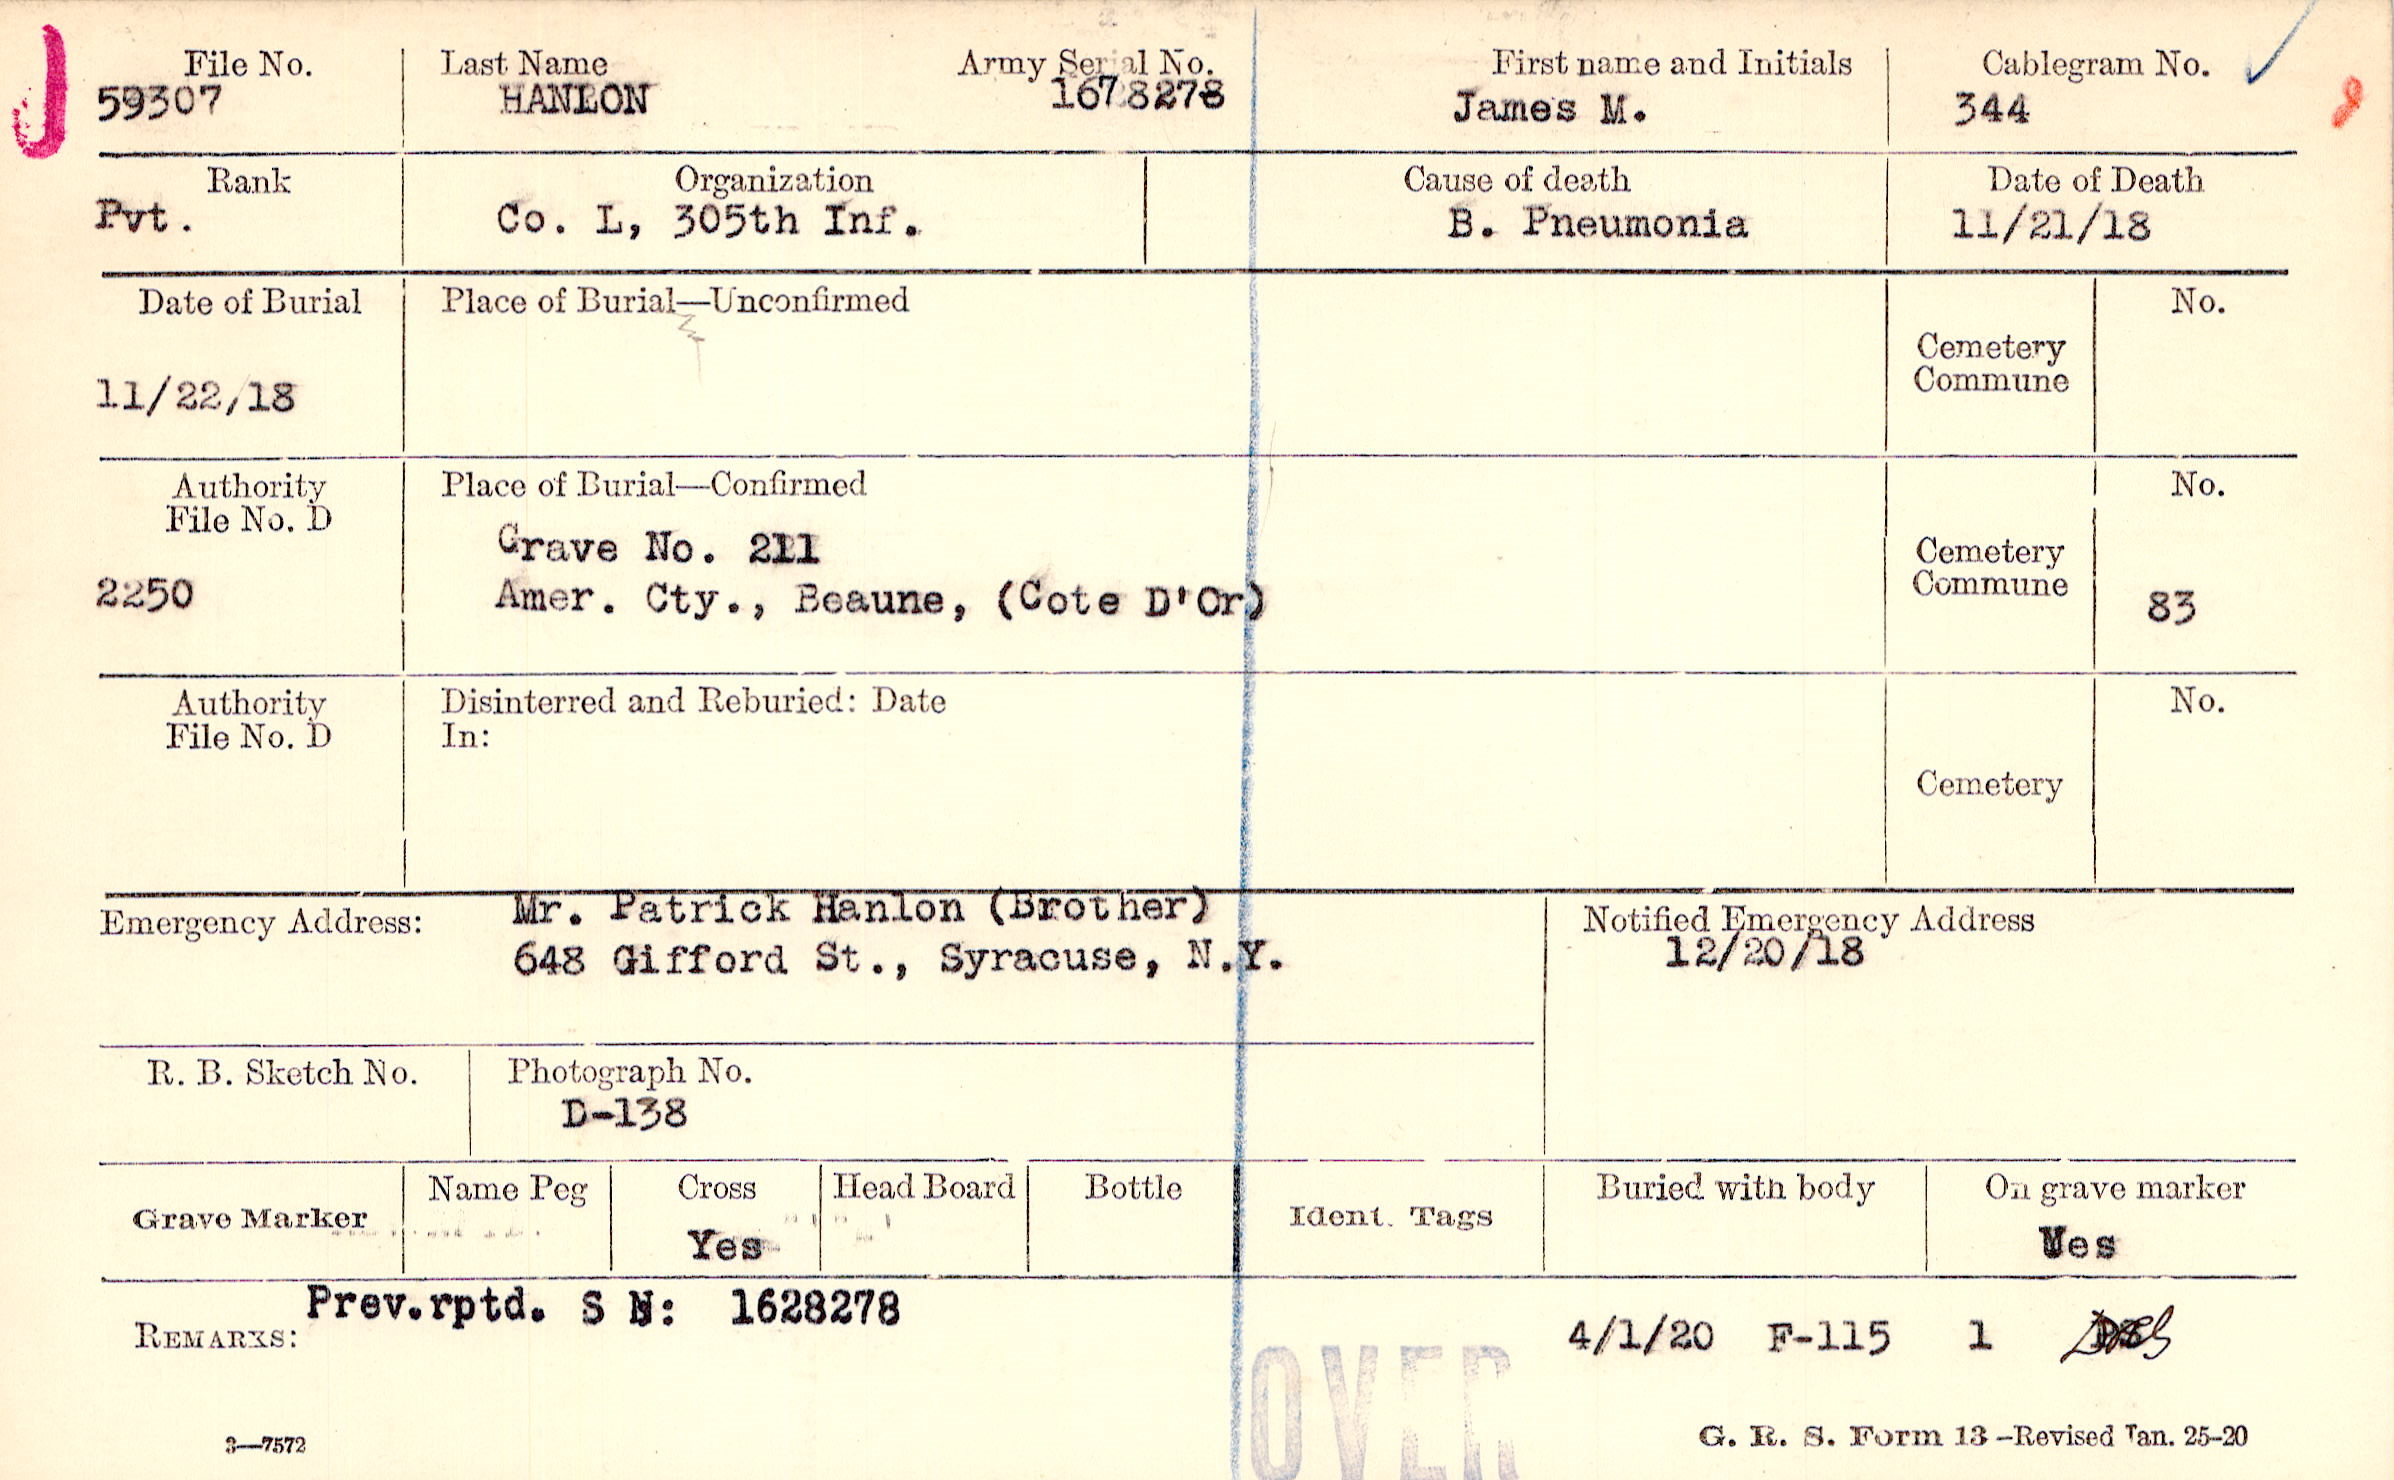 File No.
59307
Last Name
HANLON
Army Serial No.
1678278
First name and Initials
James M.
Cablegram No.
344
Rank
Pvt.
Organization
Co. L, 305th Inf.
Cause of death
B. Pneumonia
Date of Death
11/21/18
Date of Burial
11/22/18
Place of Burial—Unconfirmed
Cemetery
Commune
No.
Authority
File No. D
2250
Place of Burial—Confirmed
Grave No. 211
Amer. Cty., Beaune, (Cote D'Or)
Cemetery
Commune
No.
83
Authority
File No. D
Disinterred and Reburied: Date
In:
Cemetery
No.
Emergency Address:
Mr. Patrick Hanlon (Brother)
648 Gifford St., Syracuse, N.Y.
Notified Emergency Address
12/20/18
R. B. Sketch No.
Photograph No.
D-138
Grave Marker
Name Peg
Cross
Yes
Head Board
Bottle
Ident. Tags
Buried with body
On grave marker
Yes
REMARKS:
Prev.rptd. S N: 1628278
4/1/20 F-115 1
OVER
3—7572
G. R. S. Form 13—Revised Jan. 25-20